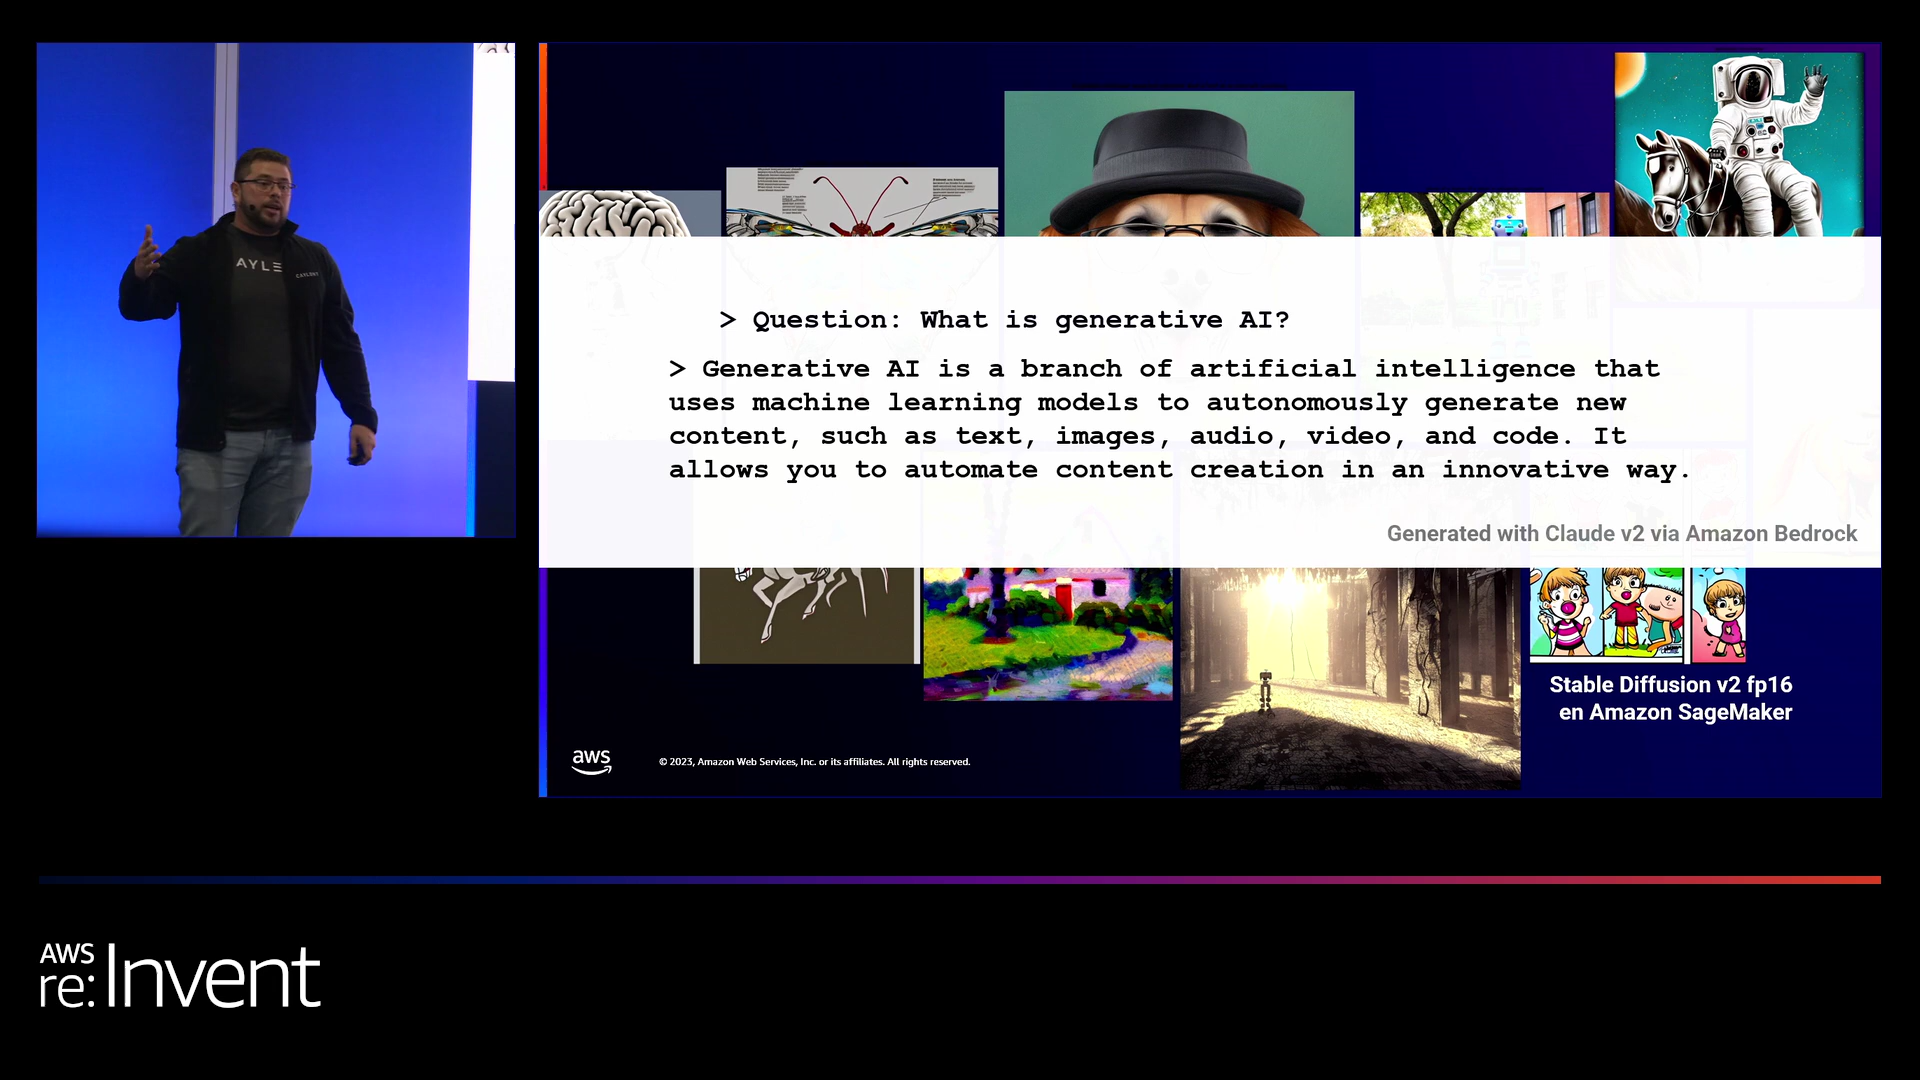 AYLE
> Question: What is generative AI?
> Generative AI is a branch of artificial intelligence that
uses machine learning models to autonomously generate new
content, such as text, images, audio, video, and code. It
allows you to automate content creation in an innovative way.
Generated with Claude v2 via Amazon Bedrock
Stable Diffusion v2 fp16
en Amazon SageMaker
aws
© 2023, Amazon Web Services, Inc. or its affiliates. All rights reserved.
AWS
re:Invent